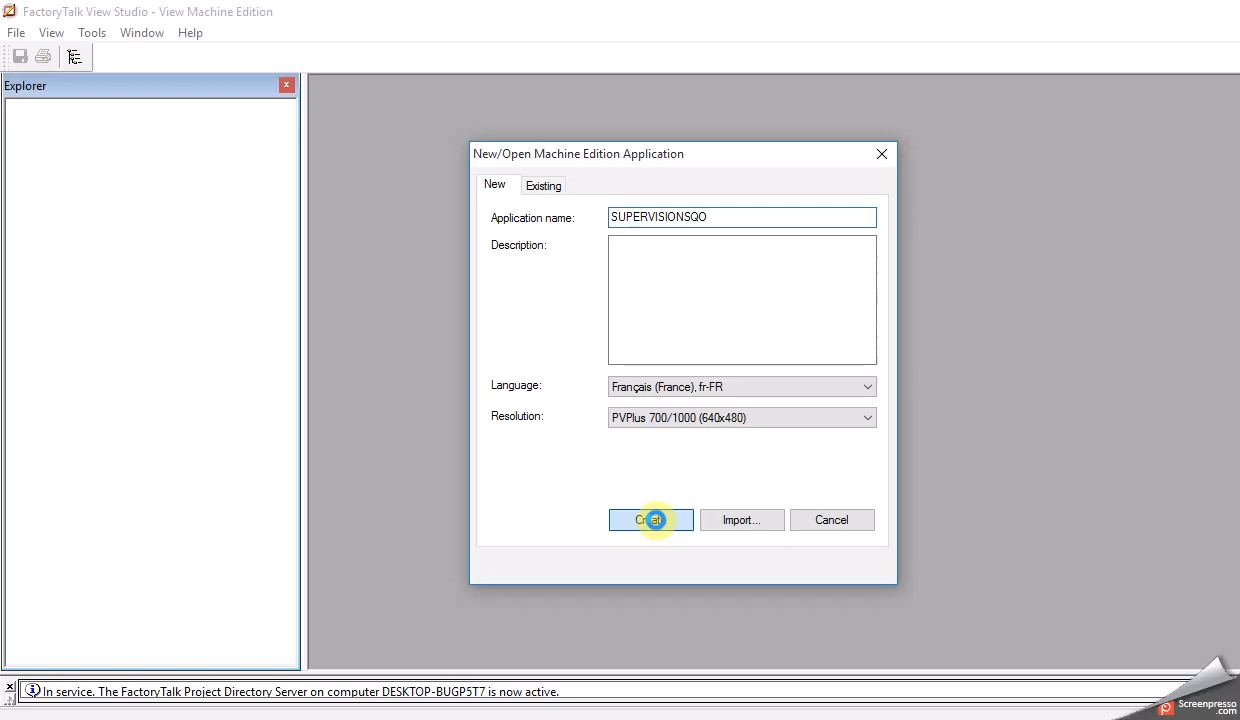 FactoryTalk View Studio - View Machine Edition
File View Tools Window Help
Explorer
New/Open Machine Edition Application
New Existing
Application name: SUPERVISIONSQO
Description:
Language: Français (France), fr-FR
Resolution: PVPlus 700/1000 (640x480)
Import... Cancel
In service. The FactoryTalk Project Directory Server on computer DESKTOP-BUGP5T7 is now active.
Screenpresso
.com